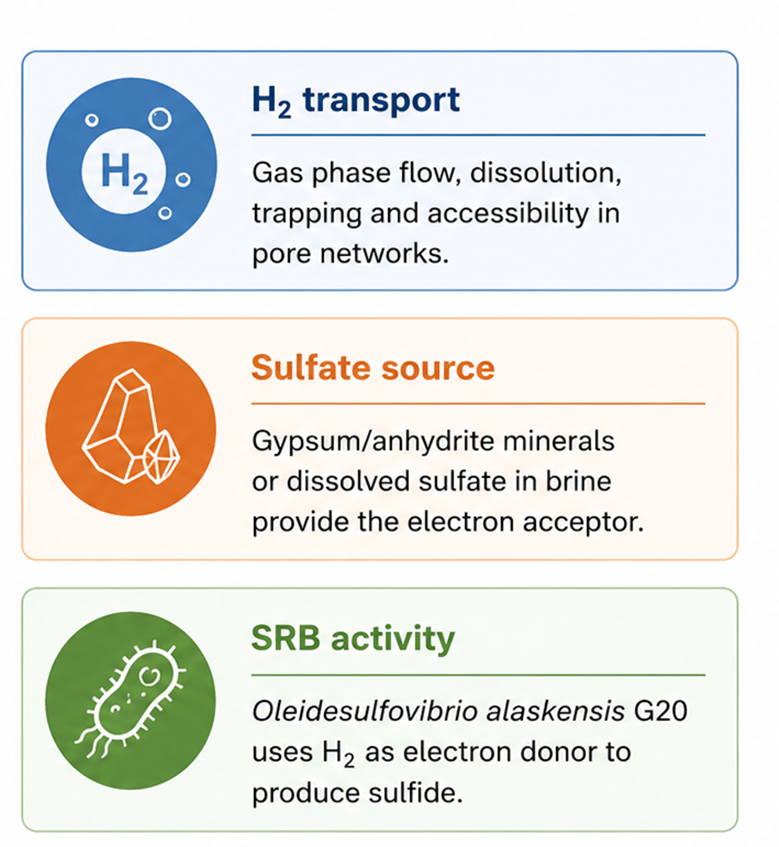 H₂
H₂ transport
Gas phase flow, dissolution,
trapping and accessibility in
pore networks.
Sulfate source
Gypsum/anhydrite minerals
or dissolved sulfate in brine
provide the electron acceptor.
SRB activity
Oleidesulfovibrio alaskensis G20
uses H₂ as electron donor to
produce sulfide.